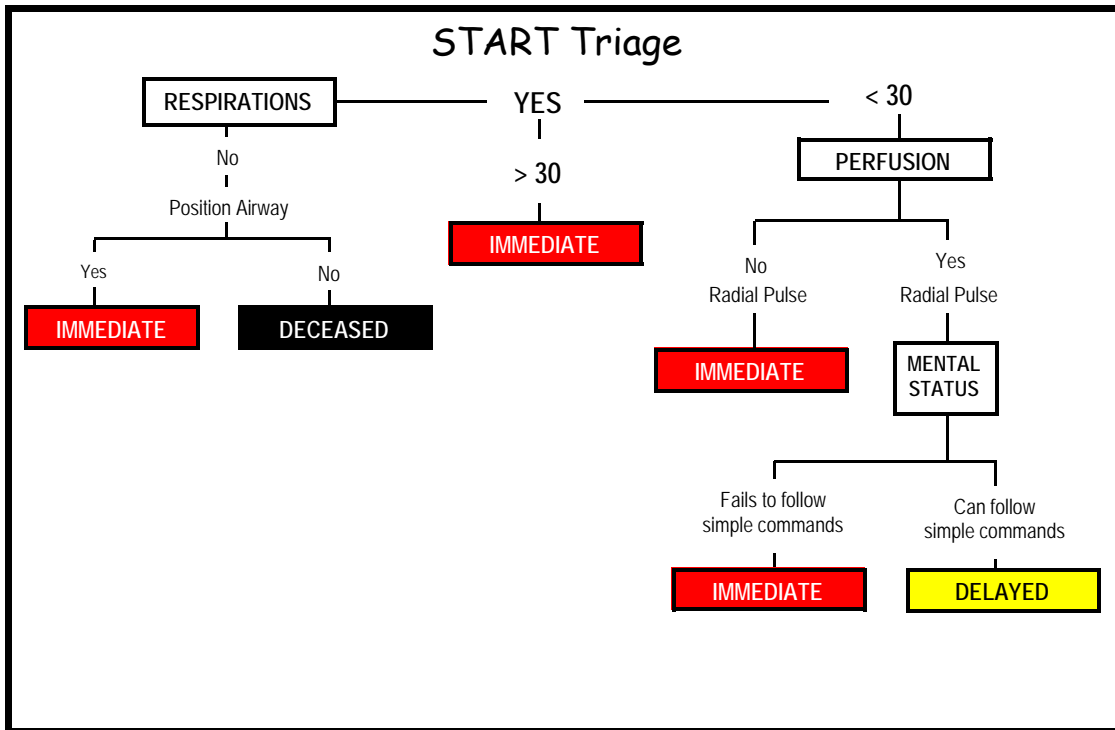 START Triage
RESPIRATIONS
YES
< 30
No
> 30
PERFUSION
Position Airway
IMMEDIATE
Yes
No
No
Radial Pulse
Yes
Radial Pulse
IMMEDIATE
DECEASED
IMMEDIATE
MENTAL
STATUS
Fails to follow
simple commands
Can follow
simple commands
IMMEDIATE
DELAYED